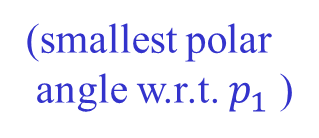 (smallest polar
angle w.r.t. p₁ )